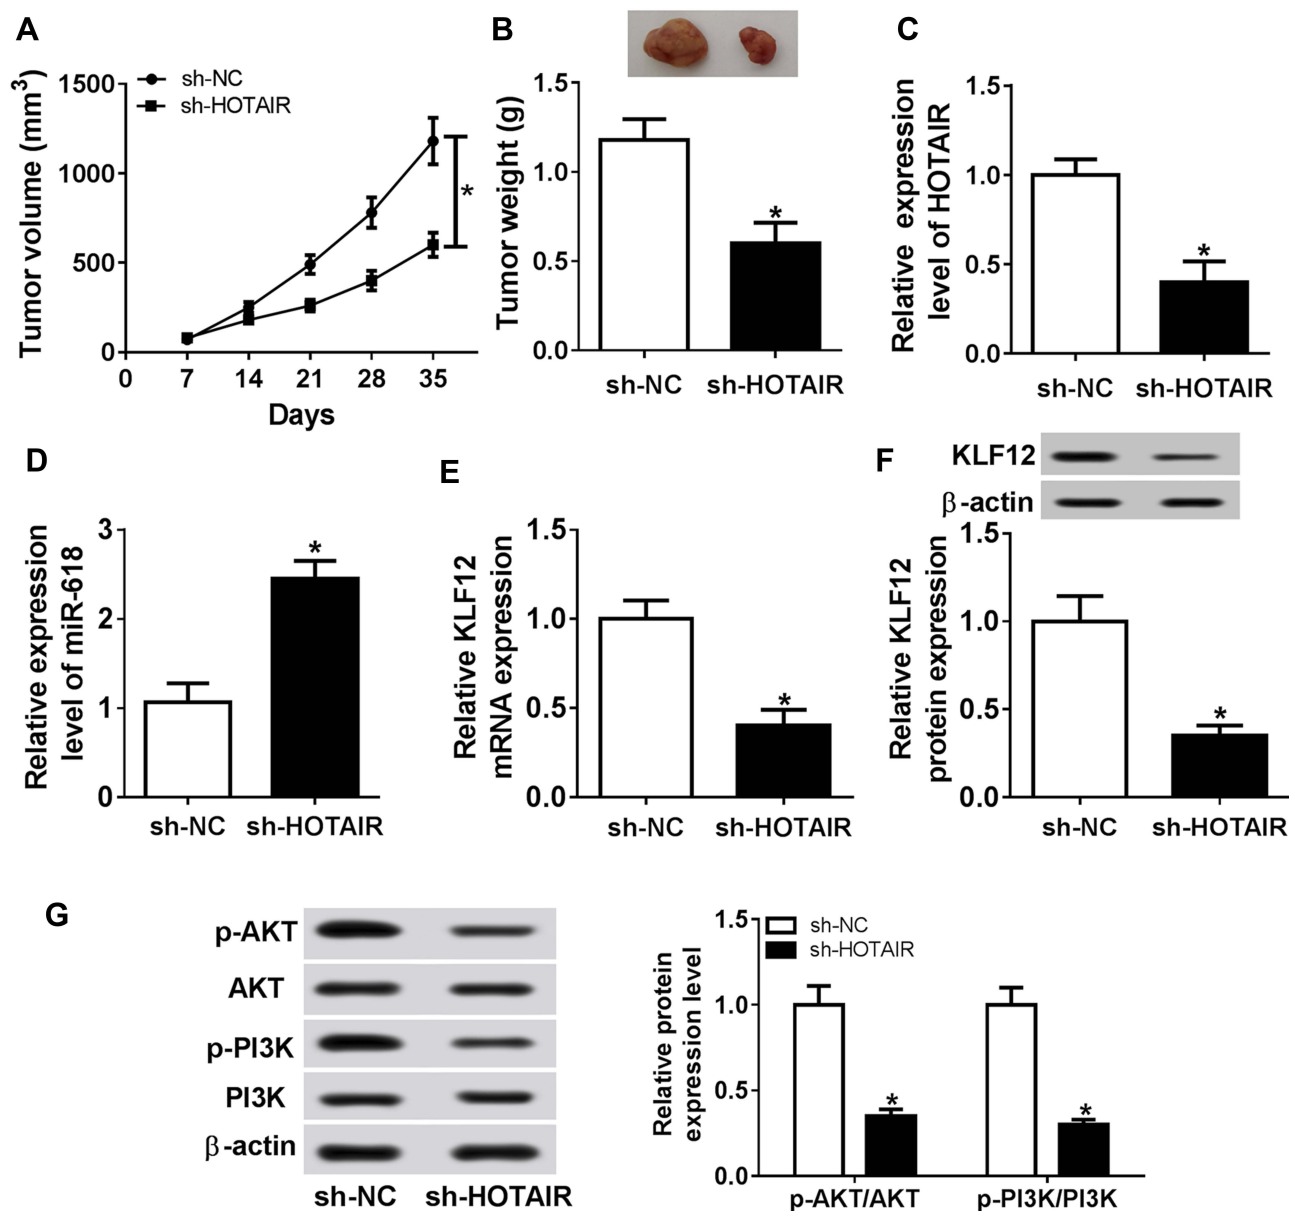 A
Tumor volume (mm³)
1500
1000
500
0
sh-NC
sh-HOTAIR
*
0 7 14 21 28 35
Days
B
Tumor weight (g)
1.5
1.0
0.5
0.0
*
sh-NC sh-HOTAIR
C
Relative expression
level of HOTAIR
1.5
1.0
0.5
0.0
*
sh-NC sh-HOTAIR
D
Relative expression
level of miR-618
3
2
1
0
*
sh-NC sh-HOTAIR
E
Relative KLF12
mRNA expression
1.5
1.0
0.5
0.0
*
sh-NC sh-HOTAIR
F
KLF12
β-actin
Relative KLF12
protein expression
1.5
1.0
0.5
0.0
*
sh-NC sh-HOTAIR
G
p-AKT
AKT
p-PI3K
PI3K
β-actin
sh-NC sh-HOTAIR
Relative protein
expression level
1.5
1.0
0.5
0.0
sh-NC
sh-HOTAIR
* *
p-AKT/AKT p-PI3K/PI3K